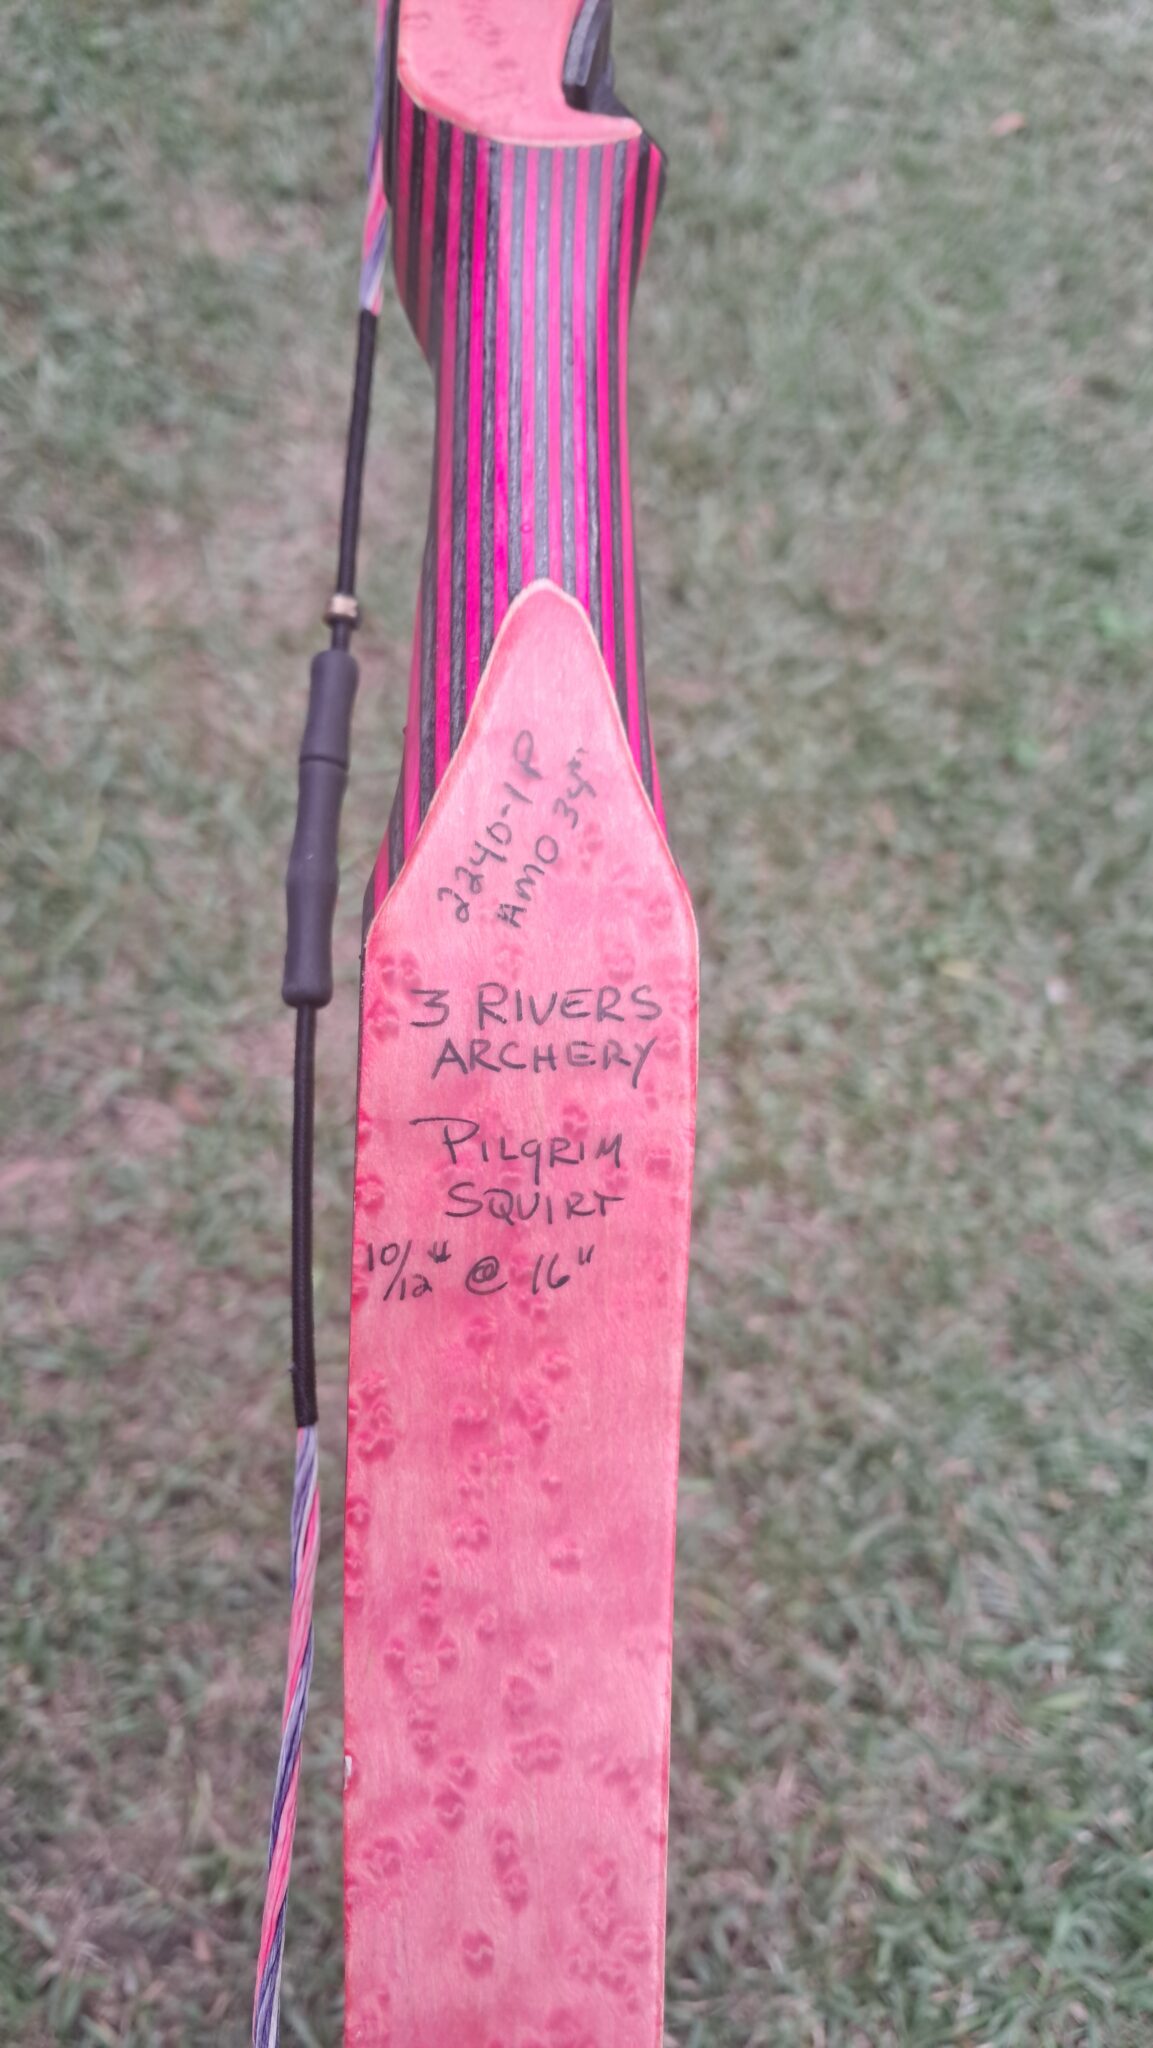 2240-1P
AMO 34"
3 RIVERS
ARCHERY
PILGRIM
SQUIRT
10/12# @ 16"